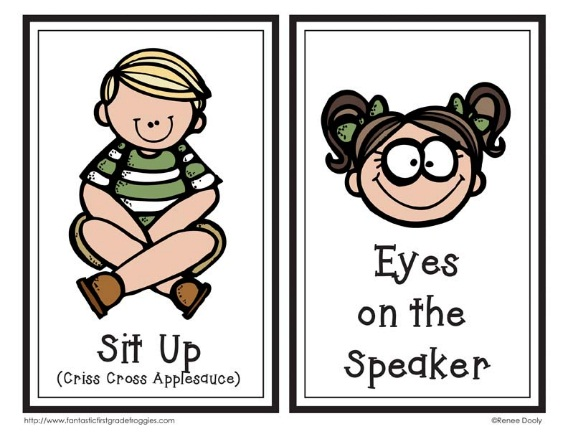 Sit Up
(Criss Cross Applesauce)
Eyes
on the
Speaker
http://www.fantasticfirstgradefroggies.com
©Renee Dooly